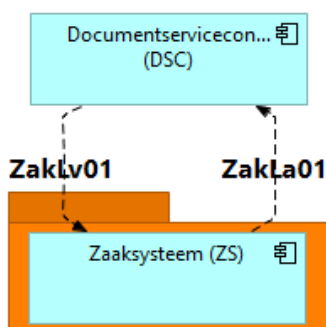 Documentservicecon...
(DSC)
ZakLv01
ZakLa01
Zaaksysteem (ZS)